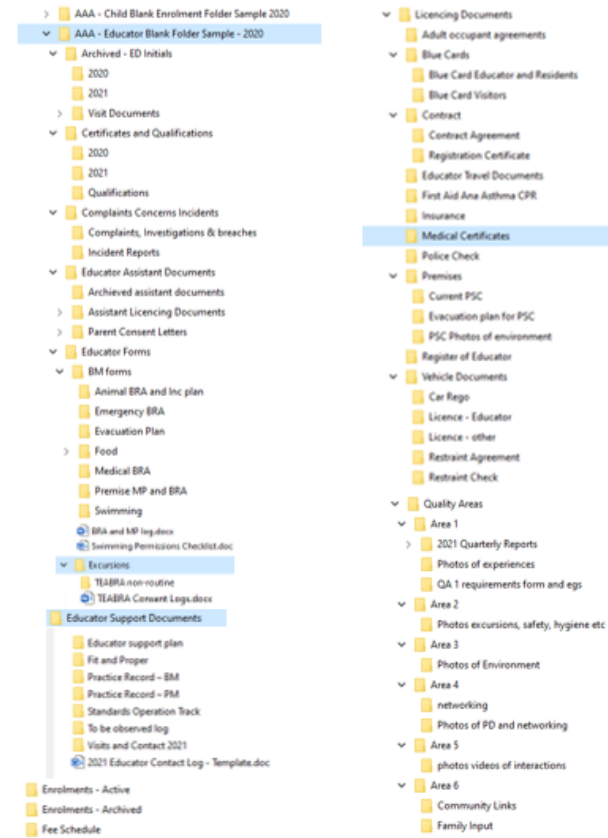 AAA - Child Blank Enrolment Folder Sample 2020
AAA - Educator Blank Folder Sample - 2020
Archived - ED Initials
2020
2021
Visit Documents
Certificates and Qualifications
2020
2021
Qualifications
Complaints Concerns Incidents
Complaints, Investigations & breaches
Incident Reports
Educator Assistant Documents
Archieved assistant documents
Assistant Licencing Documents
Parent Consent Letters
Educator Forms
BM forms
Animal BRA and Inc plan
Emergency BRA
Evacuation Plan
Food
Medical BRA
Premise MP and BRA
Swimming
BRA and MP log.docx
Swimming Permissions Checklist.doc
Excursions
TEABRA non-routine
TEABRA Consent Logs.docx
Educator Support Documents
Educator support plan
Fit and Proper
Practice Record – BM
Practice Record – PM
Standards Operation Track
To be observed log
Visits and Contact 2021
2021 Educator Contact Log - Template.doc
Enrolments - Active
Enrolments - Archived
Fee Schedule
Licencing Documents
Adult occupant agreements
Blue Cards
Blue Card Educator and Residents
Blue Card Visitors
Contract
Contract Agreement
Registration Certificate
Educator Travel Documents
First Aid Ana Asthma CPR
Insurance
Medical Certificates
Police Check
Premises
Current PSC
Evacuation plan for PSC
PSC Photos of environment
Register of Educator
Vehicle Documents
Car Rego
Licence - Educator
Licence - other
Restraint Agreement
Restraint Check
Quality Areas
Area 1
2021 Quarterly Reports
Photos of experiences
QA 1 requirements form and egs
Area 2
Photos excursions, safety, hygiene etc
Area 3
Photos of Environment
Area 4
networking
Photos of PD and networking
Area 5
photos videos of interactions
Area 6
Community Links
Family Input